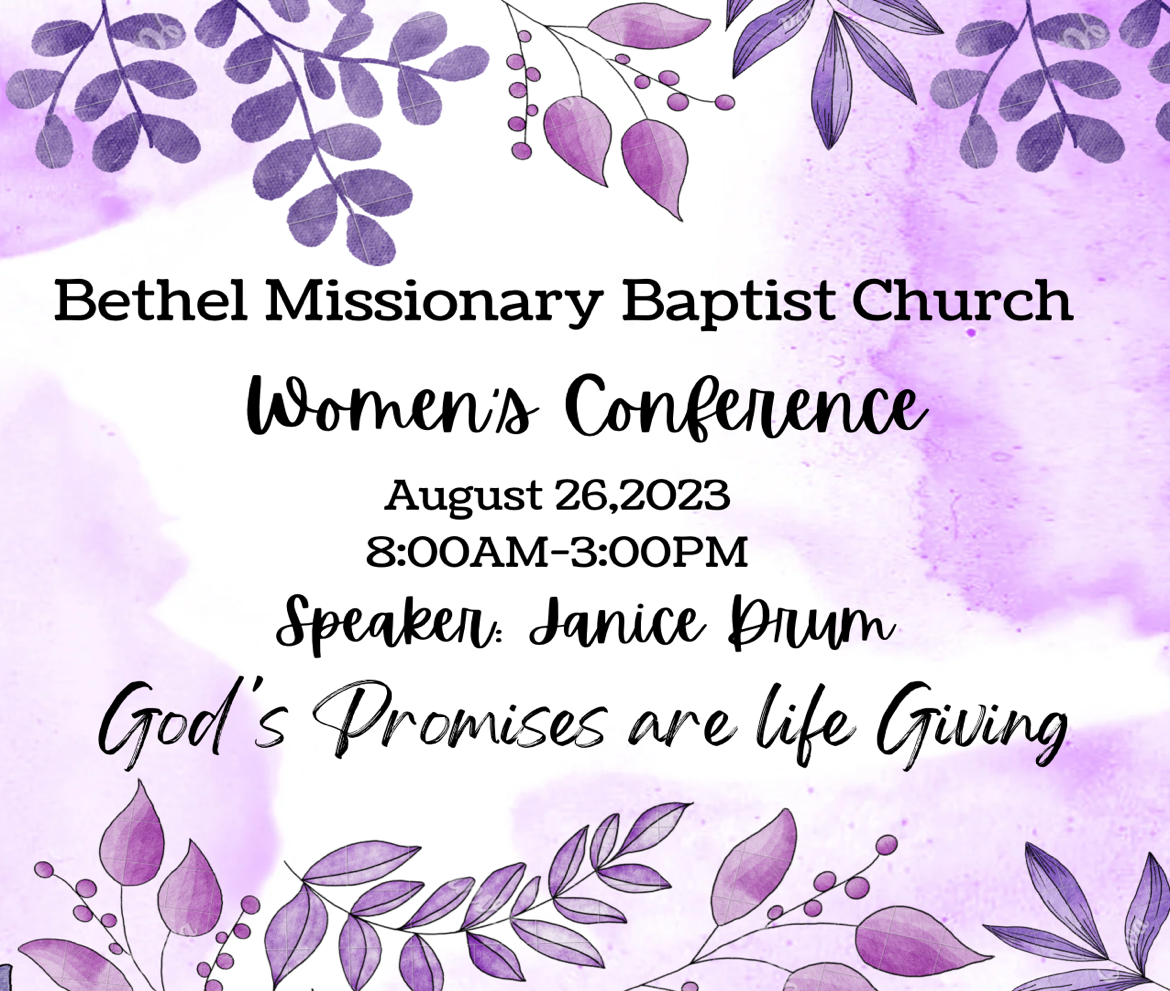 Bethel Missionary Baptist Church
Women's Conference
August 26,2023
8:00AM-3:00PM
Speaker: Janice Drum
God's Promises are life Giving